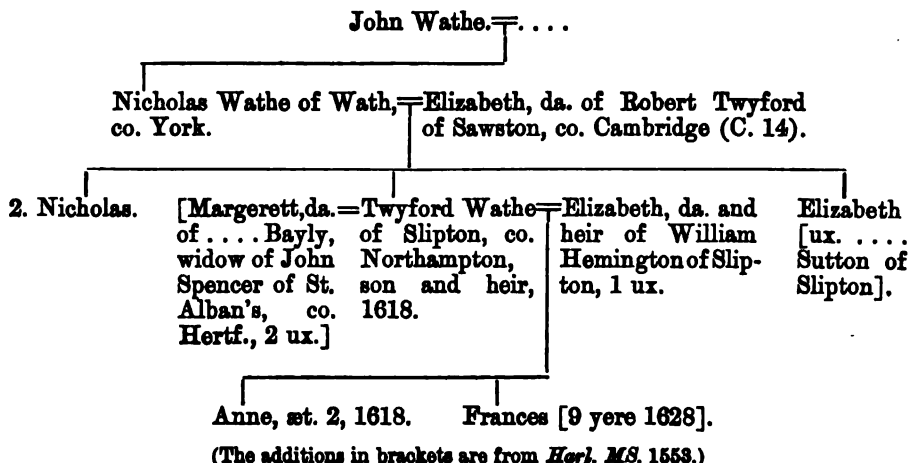 John Wathe.=. . . .
Nicholas Wathe of Wath,=Elizabeth, da. of Robert Twyford
co. York.
of Sawston, co. Cambridge (C. 14).
2. Nicholas.
[Margerett, da.
of . . . . Bayly,
widow of John
Spencer of St.
Alban's, co.
Hertf., 2 ux.]
=Twyford Wathe=
of Slipton, co.
Northampton,
son and heir,
1618.
Elizabeth, da. and
heir of William
Hemington of Slip-
ton, 1 ux.
Elizabeth
[ux. . . . .
Sutton of
Slipton].
Anne, æt. 2, 1618.
Frances [9 yere 1628].
(The additions in brackets are from Harl. MS. 1553.)